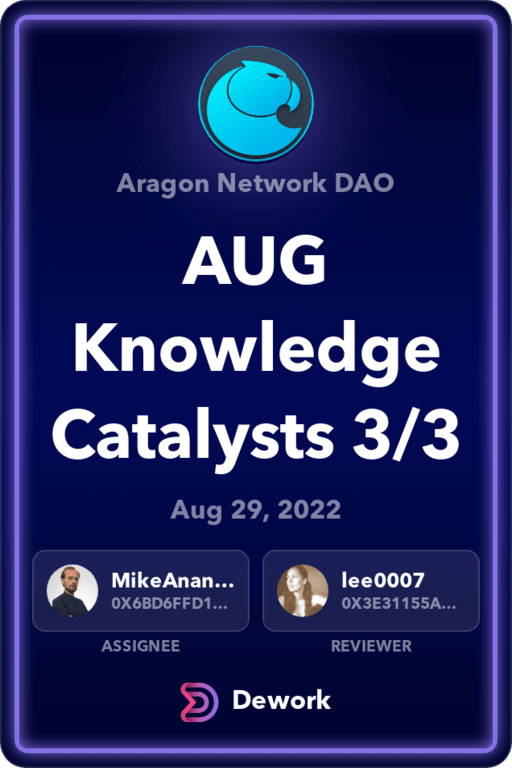 Aragon Network DAO
AUG
Knowledge
Catalysts 3/3
Aug 29, 2022
MikeAnan...
0X6BD6FFD1...
lee0007
0X3E31155A...
ASSIGNEE
REVIEWER
Dework